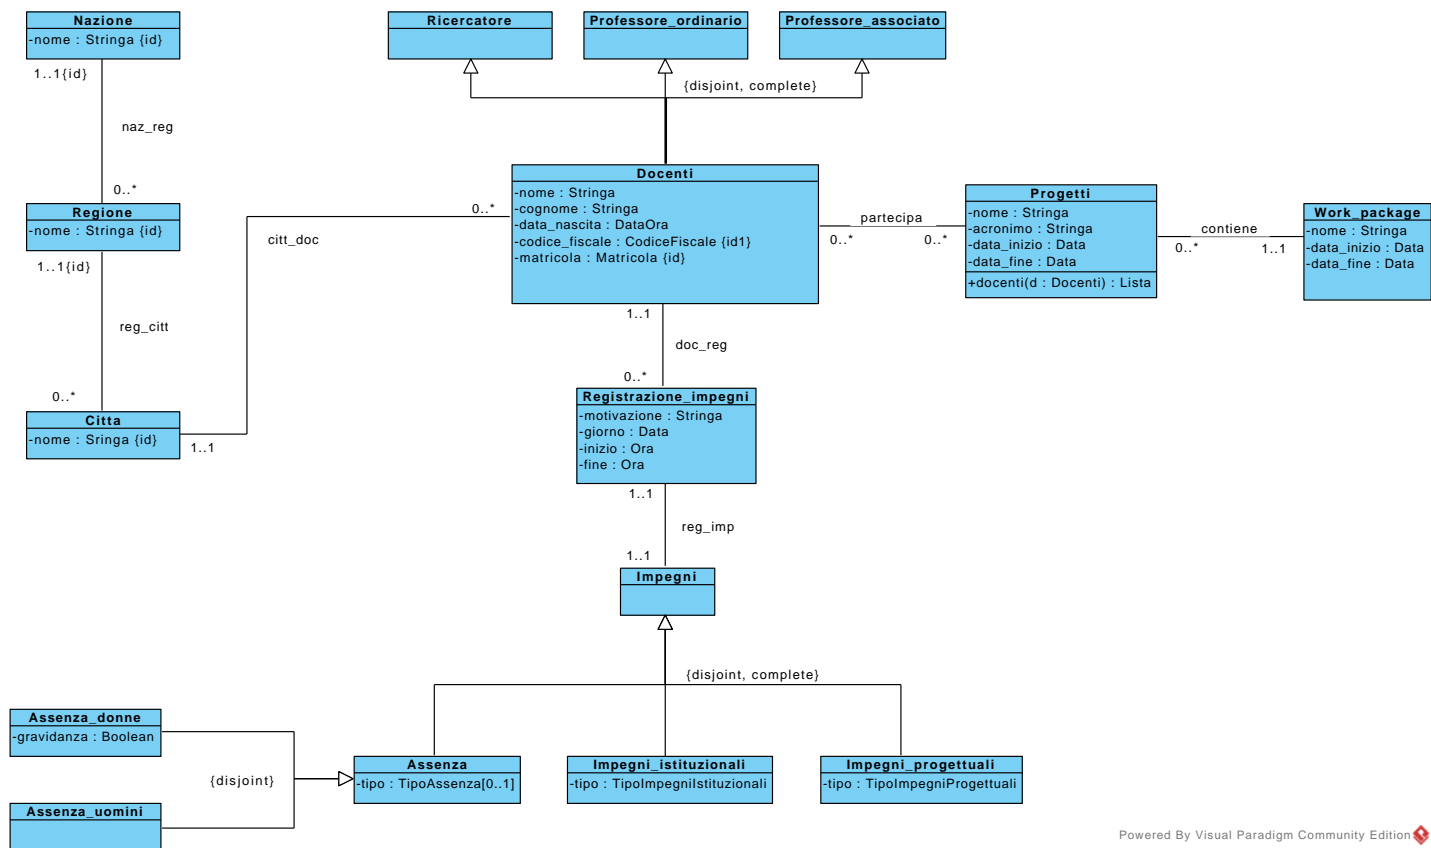 Nazione
-nome : Stringa {id}
1..1{id}
naz_reg
0..*
Regione
-nome : Stringa {id}
1..1{id}
reg_citt
0..*
Citta
-nome : Sringa {id}
1..1
citt_doc
0..*
Ricercatore
Professore_ordinario
Professore_associato
{disjoint, complete}
Docenti
-nome : Stringa
-cognome : Stringa
-data_nascita : DataOra
-codice_fiscale : CodiceFiscale {id1}
-matricola : Matricola {id}
partecipa
0..*
0..*
Progetti
-nome : Stringa
-acronimo : Stringa
-data_inizio : Data
-data_fine : Data
+docenti(d : Docenti) : Lista
contiene
0..*
1..1
Work_package
-nome : Stringa
-data_inizio : Data
-data_fine : Data
1..1
doc_reg
0..*
Registrazione_impegni
-motivazione : Stringa
-giorno : Data
-inizio : Ora
-fine : Ora
1..1
reg_imp
1..1
Impegni
{disjoint, complete}
Assenza_donne
-gravidanza : Boolean
{disjoint}
Assenza_uomini
Assenza
-tipo : TipoAssenza[0..1]
Impegni_istituzionali
-tipo : TipoImpegniIstituzionali
Impegni_progettuali
-tipo : TipoImpegniProgettuali
Powered By Visual Paradigm Community Edition